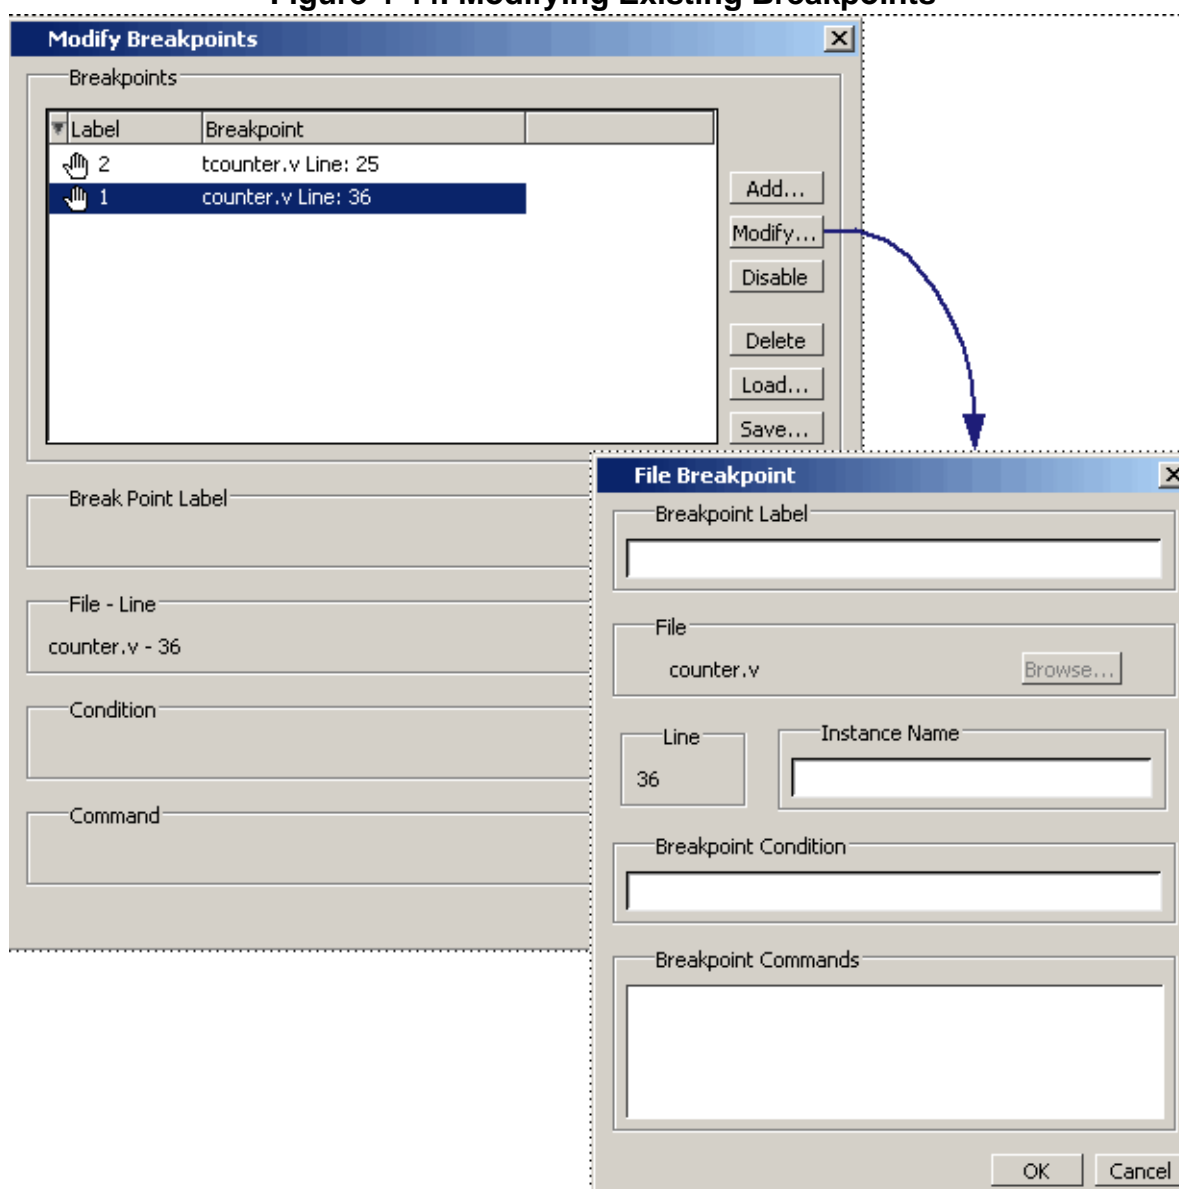 Modify Breakpoints
Breakpoints
Label Breakpoint
2 tcounter.v Line: 25
1 counter.v Line: 36
Add...
Modify...
Disable
Delete
Load...
Save...
Break Point Label
File - Line
counter.v - 36
Condition
Command
File Breakpoint
Breakpoint Label
File
counter.v Browse...
Line Instance Name
36
Breakpoint Condition
Breakpoint Commands
OK Cancel